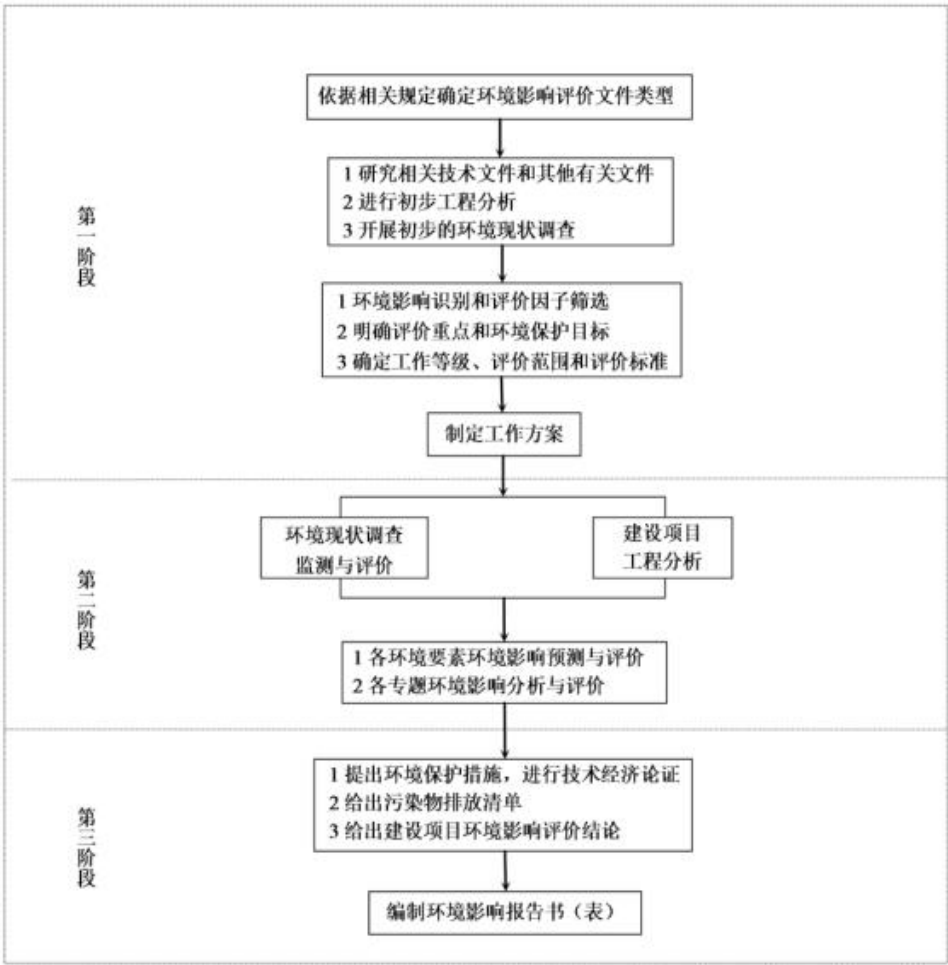 依据相关规定确定环境影响评价文件类型
1 研究相关技术文件和其他有关文件
2 进行初步工程分析
3 开展初步的环境现状调查
第一阶段
1 环境影响识别和评价因子筛选
2 明确评价重点和环境保护目标
3 确定工作等级、评价范围和评价标准
制定工作方案
环境现状调查
监测与评价
建设项目
工程分析
第二阶段
1 各环境要素环境影响预测与评价
2 各专题环境影响分析与评价
1 提出环境保护措施，进行技术经济论证
2 给出污染物排放清单
3 给出建设项目环境影响评价结论
第三阶段
编制环境影响报告书（表）